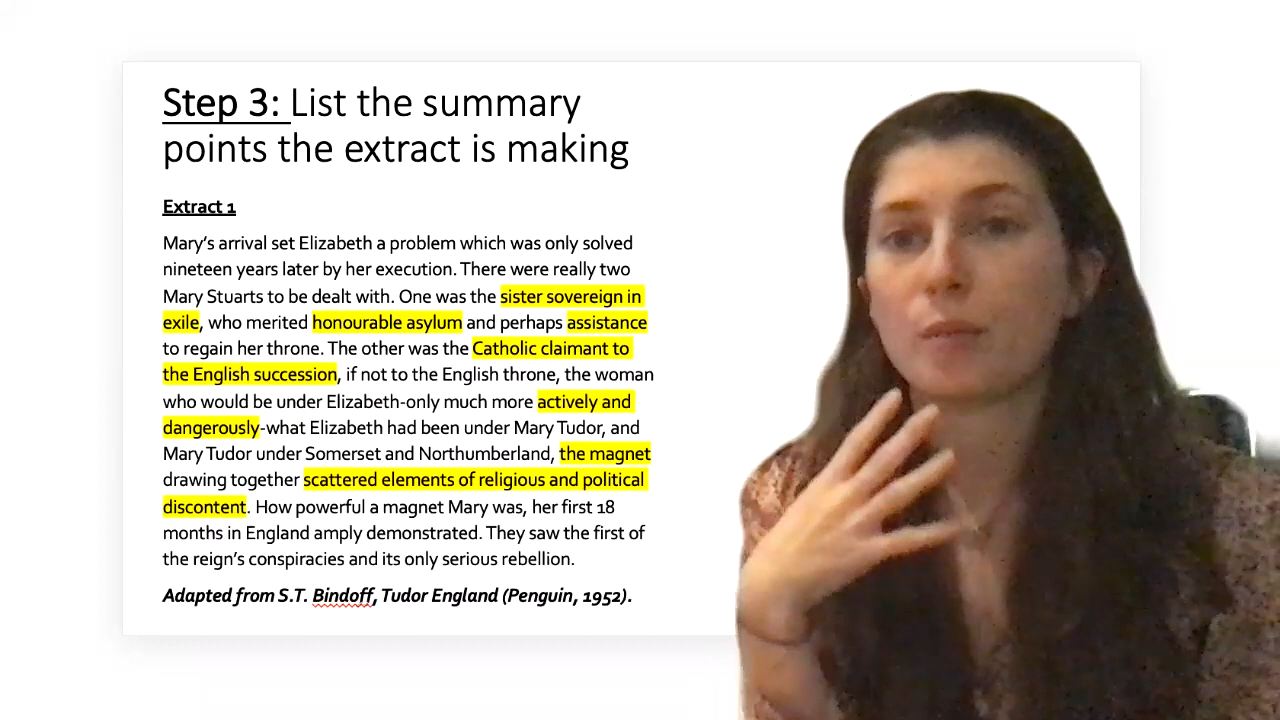 Step 3: List the summary
points the extract is making
Extract 1
Mary’s arrival set Elizabeth a problem which was only solved
nineteen years later by her execution. There were really two
Mary Stuarts to be dealt with. One was the sister sovereign in
exile, who merited honourable asylum and perhaps assistance
to regain her throne. The other was the Catholic claimant to
the English succession, if not to the English throne, the woman
who would be under Elizabeth-only much more actively and
dangerously-what Elizabeth had been under Mary Tudor, and
Mary Tudor under Somerset and Northumberland, the magnet
drawing together scattered elements of religious and political
discontent. How powerful a magnet Mary was, her first 18
months in England amply demonstrated. They saw the first of
the reign’s conspiracies and its only serious rebellion.
Adapted from S.T. Bindoff, Tudor England (Penguin, 1952).